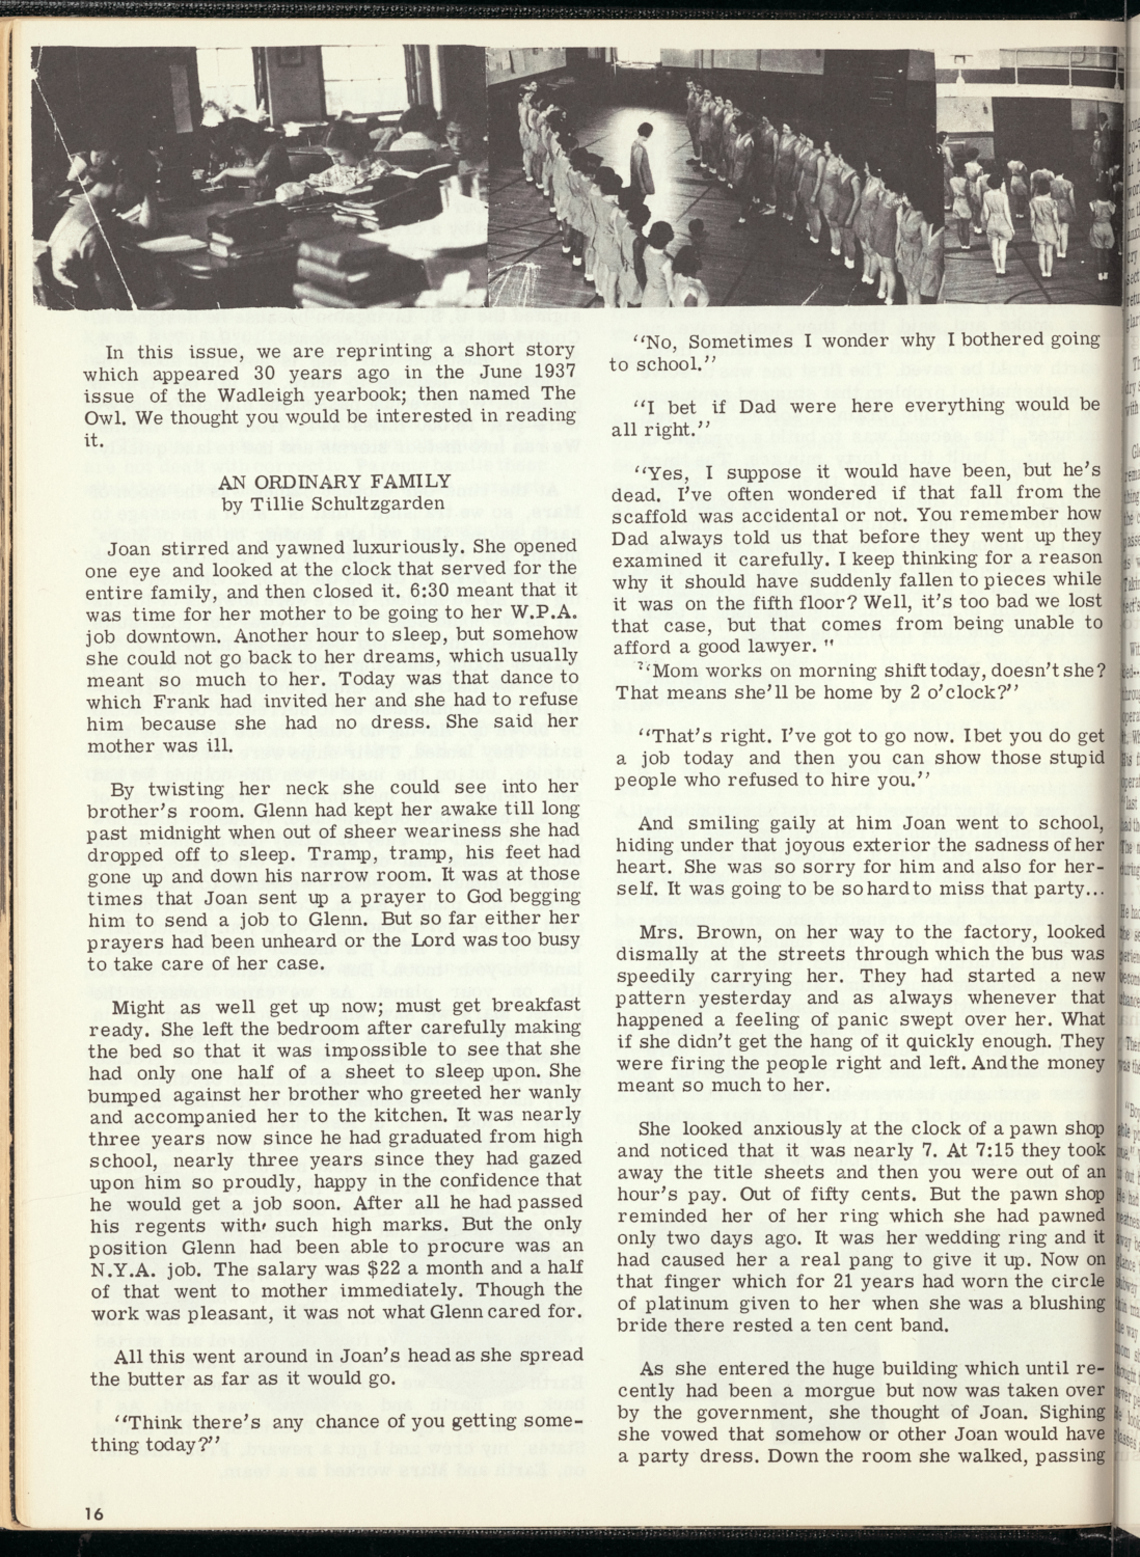 In this issue, we are reprinting a short story
which appeared 30 years ago in the June 1937
issue of the Wadleigh yearbook; then named The
Owl. We thought you would be interested in reading
it.
AN ORDINARY FAMILY
by Tillie Schultzgarden
Joan stirred and yawned luxuriously. She opened
one eye and looked at the clock that served for the
entire family, and then closed it. 6:30 meant that it
was time for her mother to be going to her W.P.A.
job downtown. Another hour to sleep, but somehow
she could not go back to her dreams, which usually
meant so much to her. Today was that dance to
which Frank had invited her and she had to refuse
him because she had no dress. She said her
mother was ill.
By twisting her neck she could see into her
brother's room. Glenn had kept her awake till long
past midnight when out of sheer weariness she had
dropped off to sleep. Tramp, tramp, his feet had
gone up and down his narrow room. It was at those
times that Joan sent up a prayer to God begging
him to send a job to Glenn. But so far either her
prayers had been unheard or the Lord was too busy
to take care of her case.
Might as well get up now; must get breakfast
ready. She left the bedroom after carefully making
the bed so that it was impossible to see that she
had only one half of a sheet to sleep upon. She
bumped against her brother who greeted her wanly
and accompanied her to the kitchen. It was nearly
three years now since he had graduated from high
school, nearly three years since they had gazed
upon him so proudly, happy in the confidence that
he would get a job soon. After all he had passed
his regents with such high marks. But the only
position Glenn had been able to procure was an
N.Y.A. job. The salary was $22 a month and a half
of that went to mother immediately. Though the
work was pleasant, it was not what Glenn cared for.
All this went around in Joan's head as she spread
the butter as far as it would go.
"Think there's any chance of you getting some-
thing today?"
"No, Sometimes I wonder why I bothered going
to school."
"I bet if Dad were here everything would be
all right."
"Yes, I suppose it would have been, but he's
dead. I've often wondered if that fall from the
scaffold was accidental or not. You remember how
Dad always told us that before they went up they
examined it carefully. I keep thinking for a reason
why it should have suddenly fallen to pieces while
it was on the fifth floor? Well, it's too bad we lost
that case, but that comes from being unable to
afford a good lawyer. "
"Mom works on morning shift today, doesn't she?
That means she'll be home by 2 o'clock?"
"That's right. I've got to go now. I bet you do get
a job today and then you can show those stupid
people who refused to hire you."
And smiling gaily at him Joan went to school,
hiding under that joyous exterior the sadness of her
heart. She was so sorry for him and also for her-
self. It was going to be so hard to miss that party...
Mrs. Brown, on her way to the factory, looked
dismally at the streets through which the bus was
speedily carrying her. They had started a new
pattern yesterday and as always whenever that
happened a feeling of panic swept over her. What
if she didn't get the hang of it quickly enough. They
were firing the people right and left. And the money
meant so much to her.
She looked anxiously at the clock of a pawn shop
and noticed that it was nearly 7. At 7:15 they took
away the title sheets and then you were out of an
hour's pay. Out of fifty cents. But the pawn shop
reminded her of her ring which she had pawned
only two days ago. It was her wedding ring and it
had caused her a real pang to give it up. Now on
that finger which for 21 years had worn the circle
of platinum given to her when she was a blushing
bride there rested a ten cent band.
As she entered the huge building which until re-
cently had been a morgue but now was taken over
by the government, she thought of Joan. Sighing
she vowed that somehow or other Joan would have
a party dress. Down the room she walked, passing
16